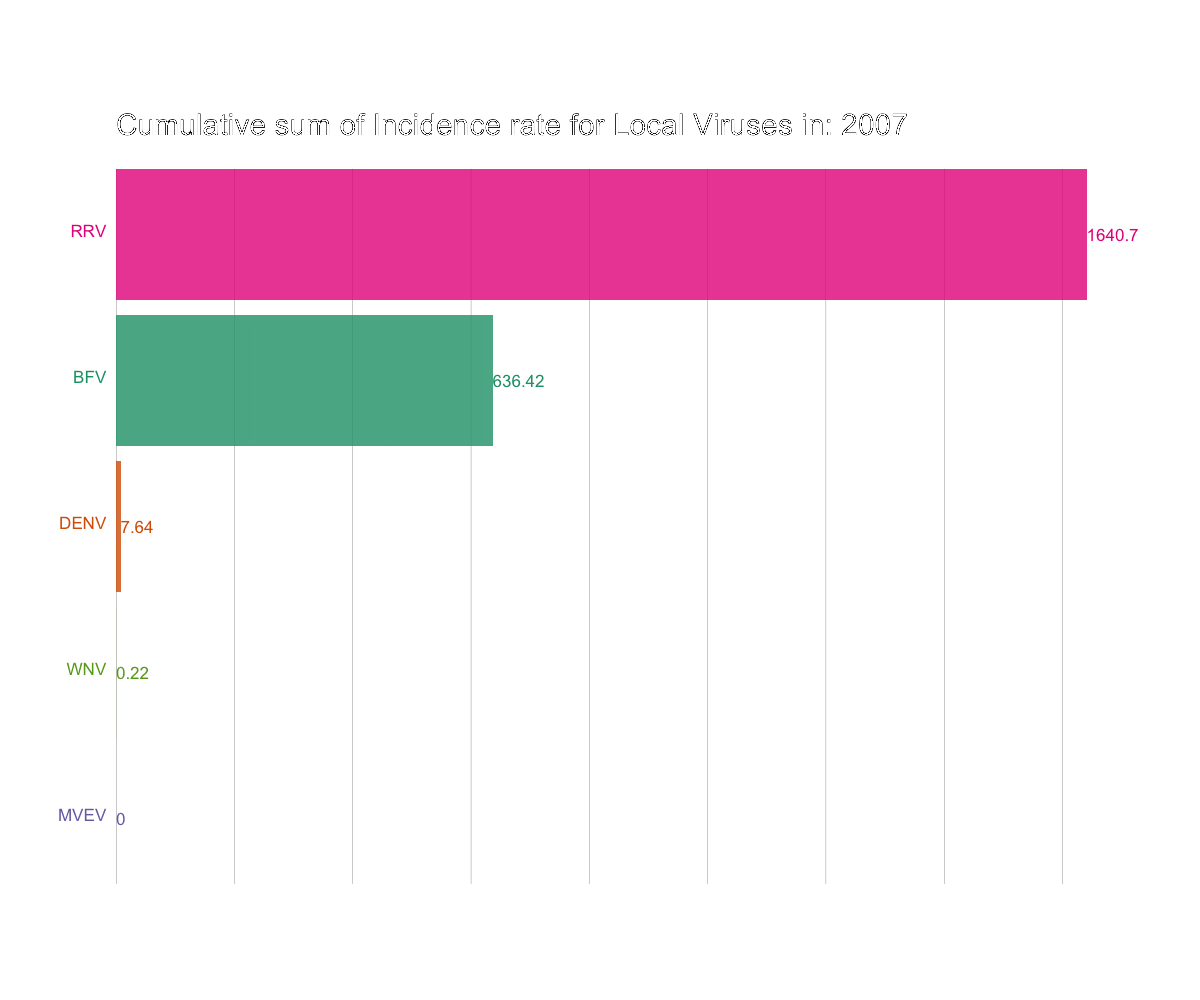 Cumulative sum of Incidence rate for Local Viruses in: 2007
RRV 1640.7
BFV 636.42
DENV 7.64
WNV 0.22
MVEV 0